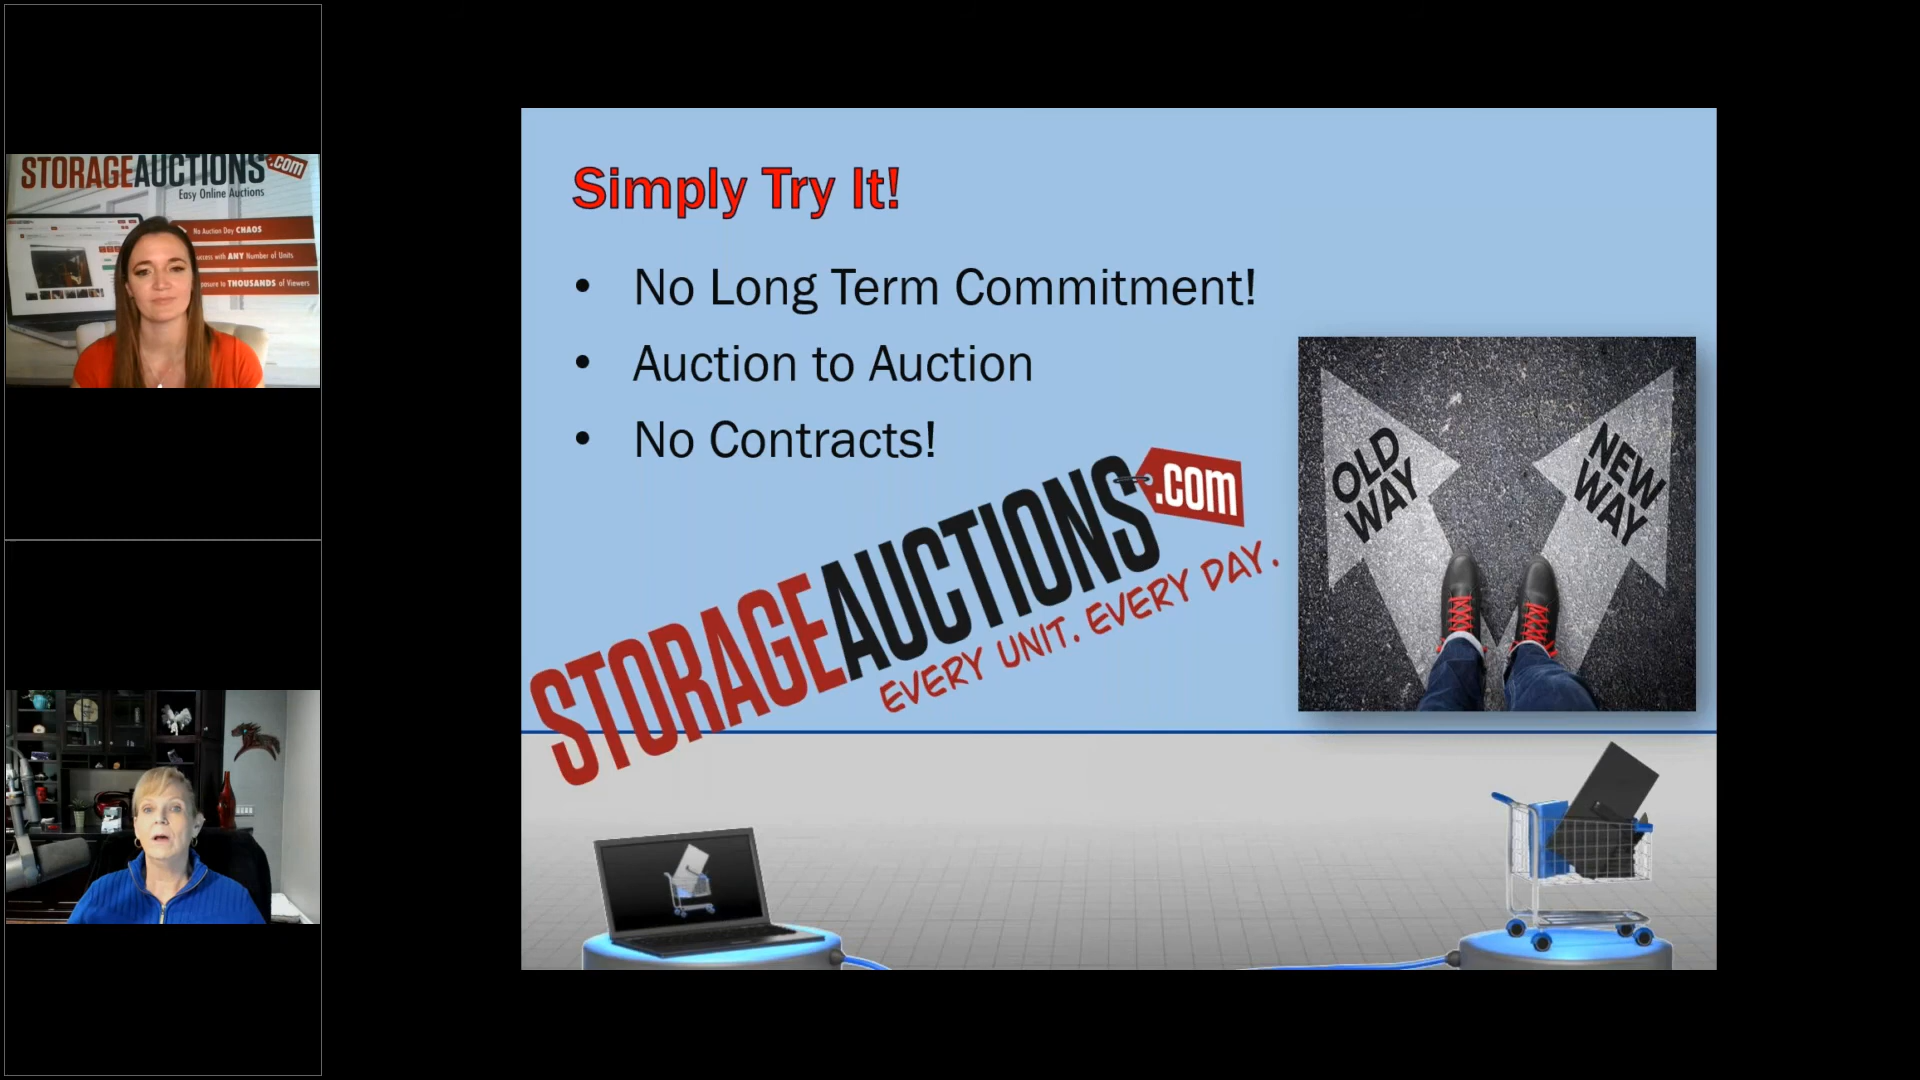 STORAGEAUCTIONS.com
Easy Online Auctions
No Auction Day CHAOS
with ANY Number of Units
to THOUSANDS of Viewers
Simply Try It!
• No Long Term Commitment!
• Auction to Auction
• No Contracts!
STORAGEAUCTIONS.com
EVERY UNIT. EVERY DAY.
OLD
WAY
NEW
WAY